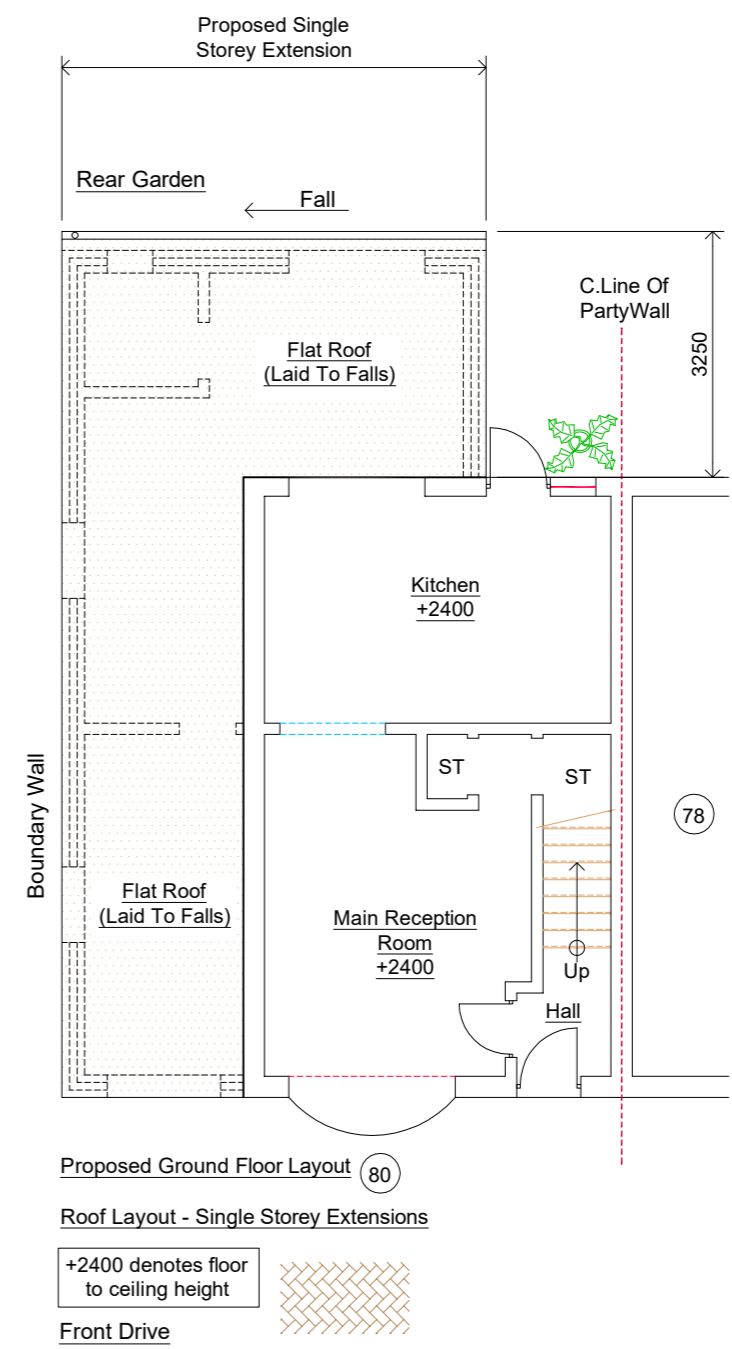 Proposed Single
Storey Extension
Rear Garden
Fall
C.Line Of
PartyWall
3250
Flat Roof
(Laid To Falls)
Kitchen
+2400
ST
ST
78
Boundary Wall
Flat Roof
(Laid To Falls)
Main Reception
Room
+2400
Up
Hall
Proposed Ground Floor Layout
80
Roof Layout - Single Storey Extensions
+2400 denotes floor
to ceiling height
Front Drive